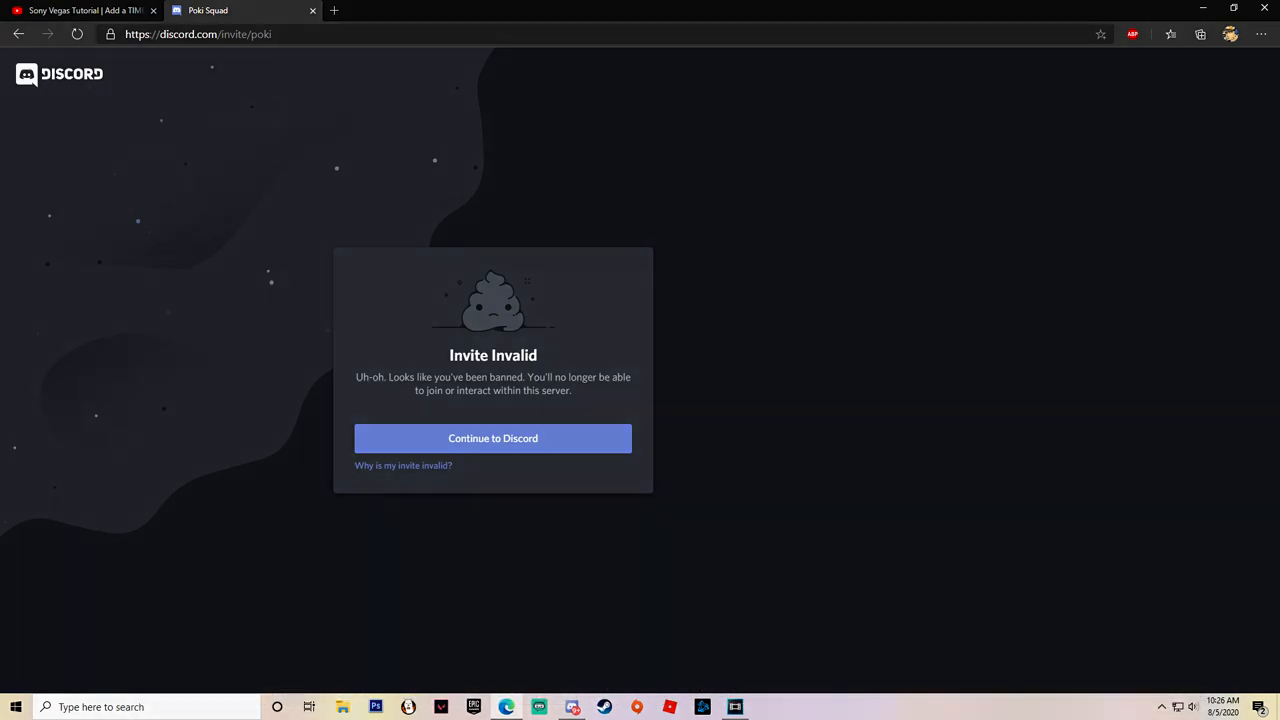 Sony Vegas Tutorial | Add a TIM
Poki Squad
https://discord.com/invite/poki
ABP
DISCORD
Invite Invalid
Uh-oh. Looks like you've been banned. You'll no longer be able
to join or interact within this server.
Continue to Discord
Why is my invite invalid?
Type here to search
Ps
EPIC
GAMES
10:26 AM
8/5/2020
2